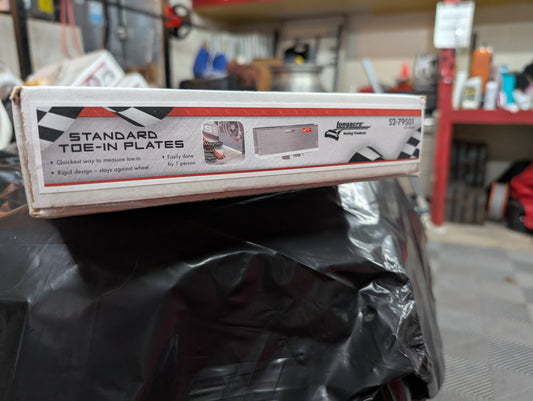 STANDARD
TOE-IN PLATES
• Quickest way to measure toe-in.
• Rigid design – stays against wheel
• Easily done
by 1 person
longacre
Racing Products
52-79501